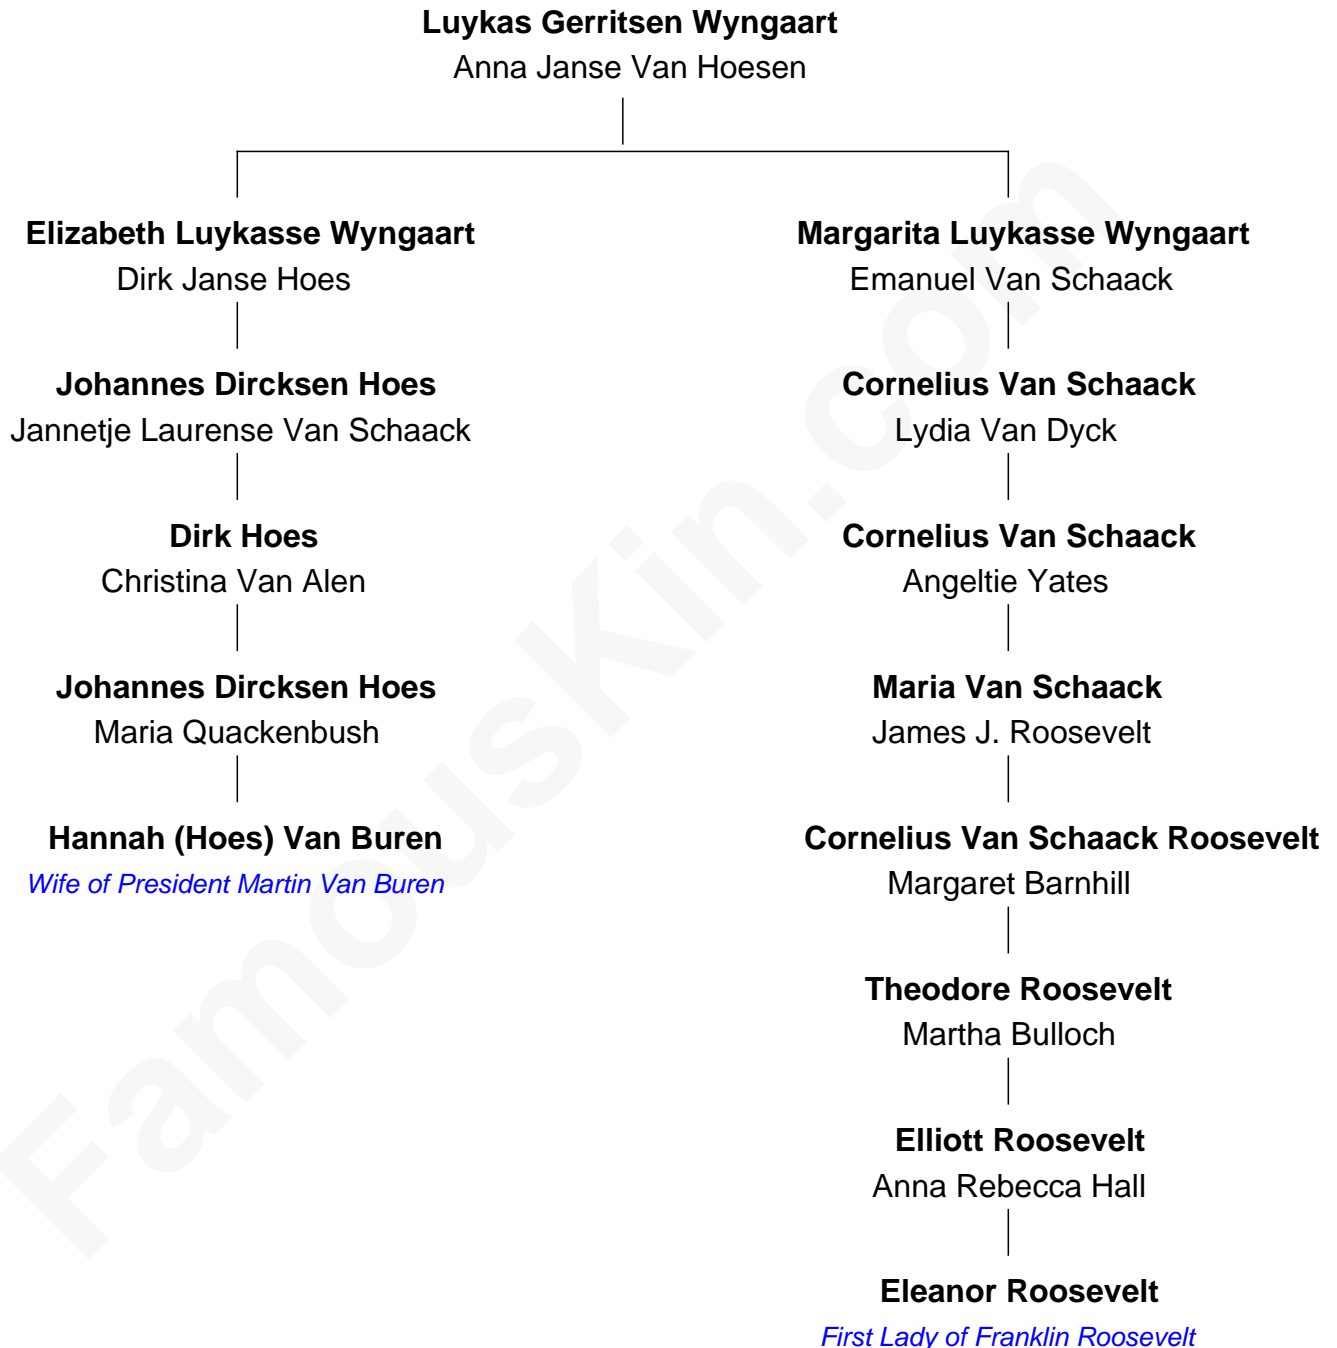 Luykas Gerritsen Wyngaart
Anna Janse Van Hoesen
Elizabeth Luykasse Wyngaart
Dirk Janse Hoes
Johannes Dircksen Hoes
Jannetje Laurense Van Schaack
Dirk Hoes
Christina Van Alen
Johannes Dircksen Hoes
Maria Quackenbush
Hannah (Hoes) Van Buren
Wife of President Martin Van Buren
Margarita Luykasse Wyngaart
Emanuel Van Schaack
Cornelius Van Schaack
Lydia Van Dyck
Cornelius Van Schaack
Angeltie Yates
Maria Van Schaack
James J. Roosevelt
Cornelius Van Schaack Roosevelt
Margaret Barnhill
Theodore Roosevelt
Martha Bulloch
Elliott Roosevelt
Anna Rebecca Hall
Eleanor Roosevelt
First Lady of Franklin Roosevelt
FamousKin.com